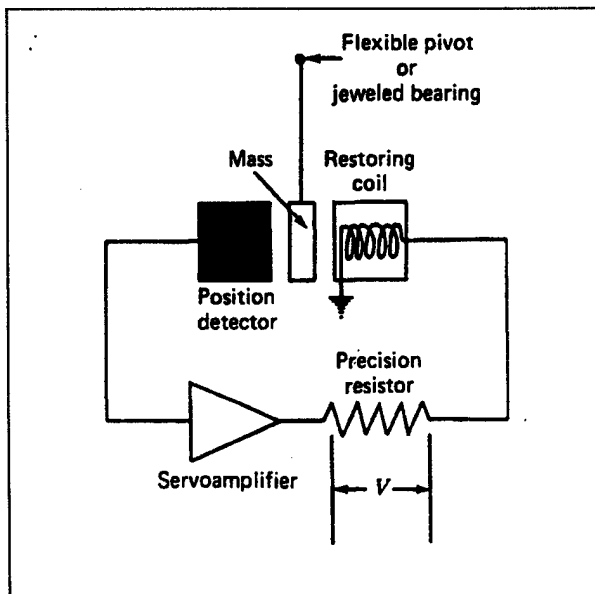 Flexible pivot
or
jeweled bearing
Mass
Restoring
coil
Position
detector
Precision
resistor
Servoamplifier
V